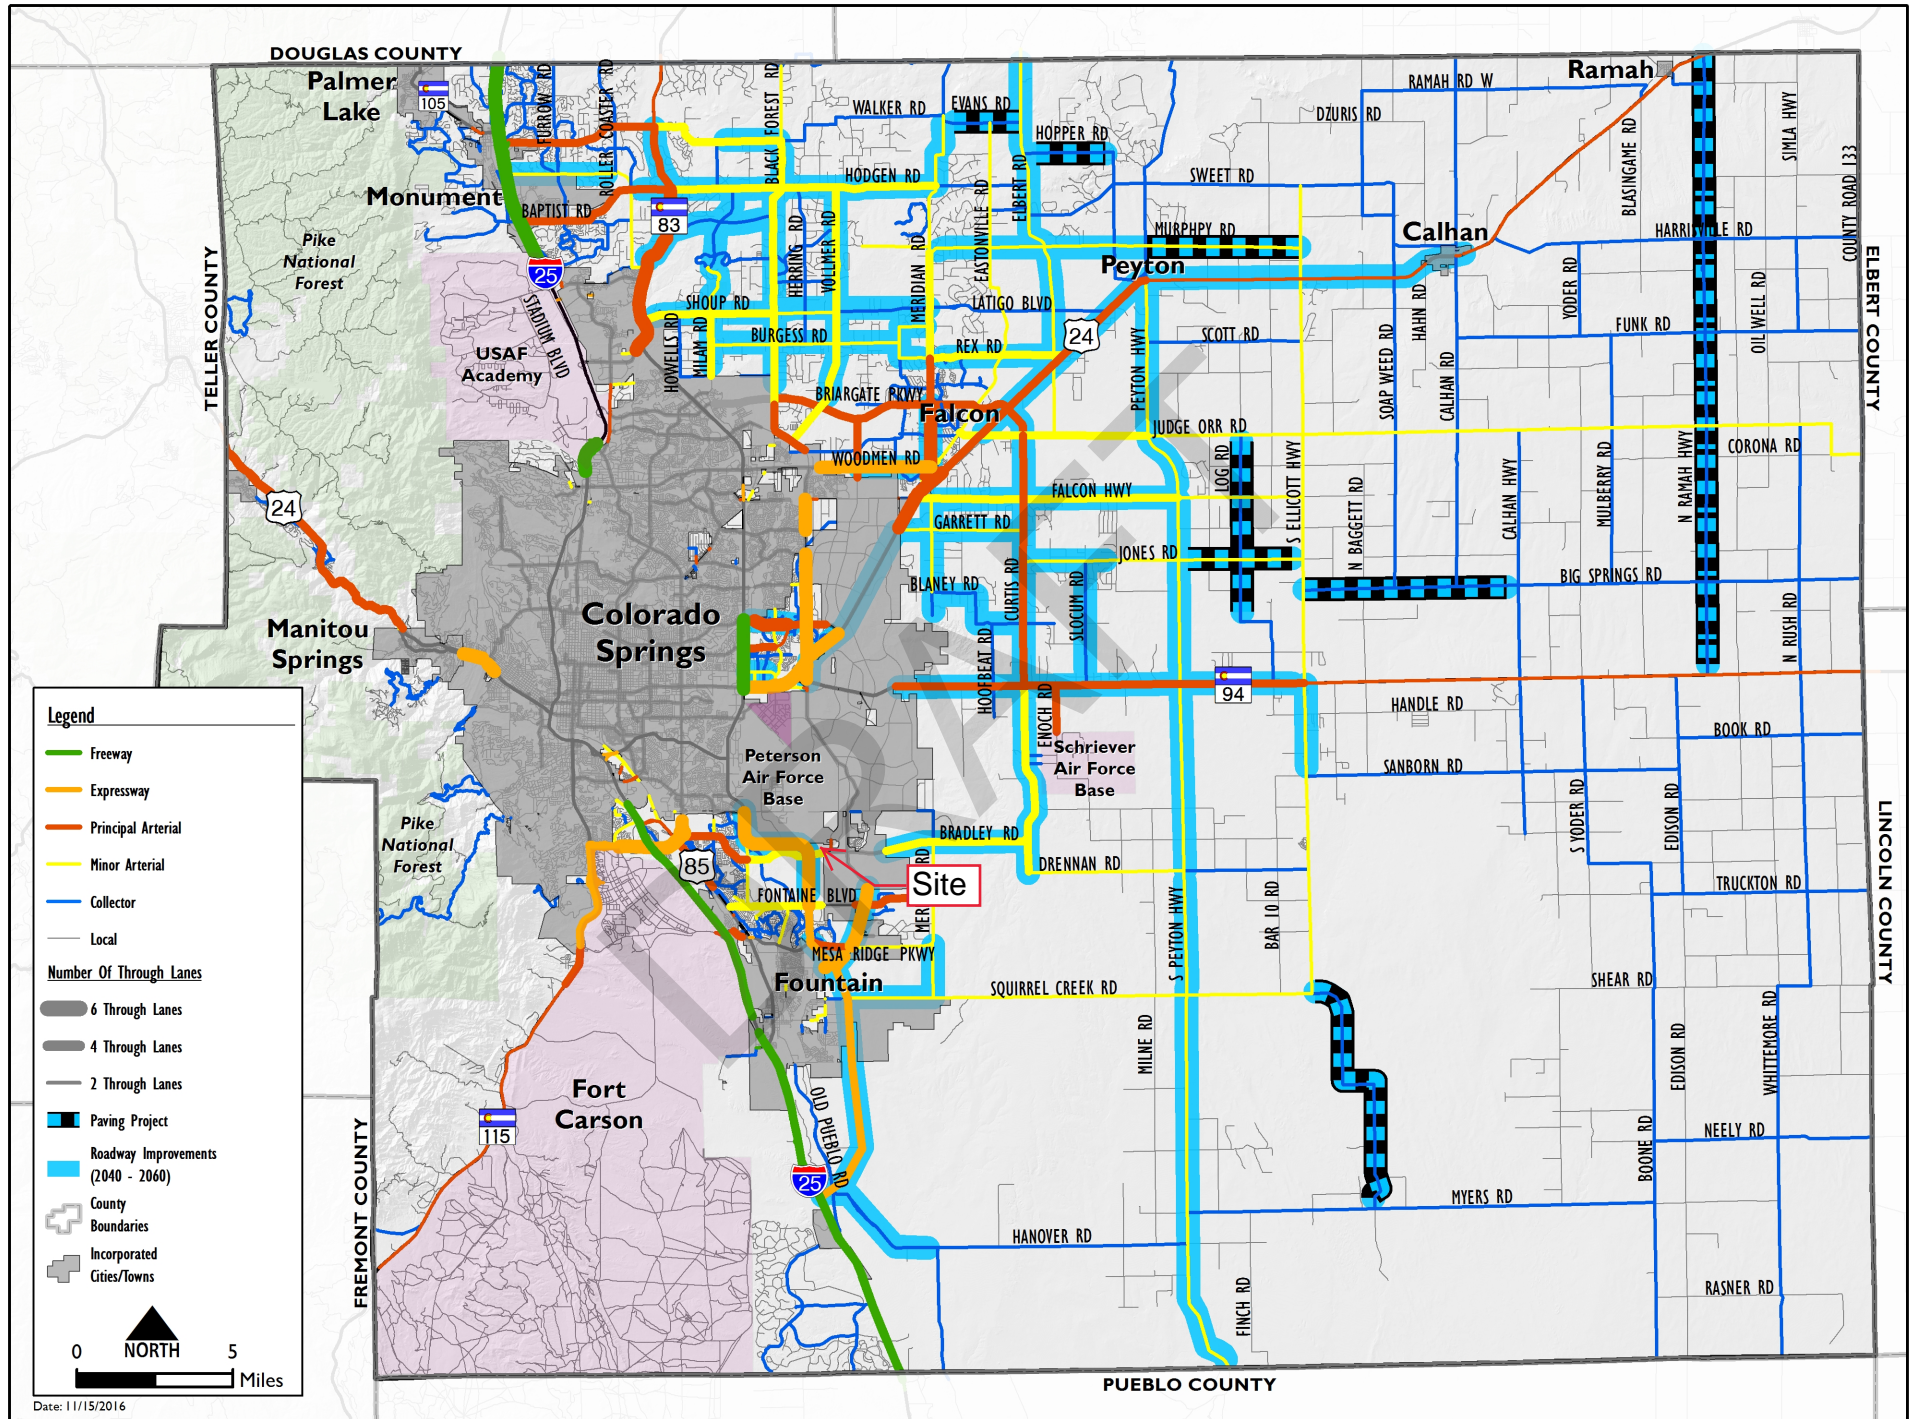 DOUGLAS COUNTY
Palmer
Lake
105
Monument
Pike
National
Forest
TELLER COUNTY
FURROW RD
ROLLER COASTER RD
BAPTIST RD
83
25
STADIUM BLVD
USAF
Academy
BLACK FOREST RD
WALKER RD
EVANS RD
HOPPER RD
HODGEN RD
ELBERT RD
EASTONVILLE RD
HERRING RD
VOLLMER RD
MERIDIAN RD
SHOUP RD
LATIGO BLVD
BURGESS RD
REX RD
HOWELLS RD
MILAM RD
BRIARGATE PKWY
Falcon
WOODMEN RD
24
Peyton
MURPHPY RD
SWEET RD
DZURIS RD
RAMAH RD W
Ramah
BLASINGAME RD
SIMLA HWY
COUNTY ROAD 133
Calhan
HARRISVILLE RD
YODER RD
OIL WELL RD
FUNK RD
ELBERT COUNTY
PEYTON HWY
SCOTT RD
SOAP WEED RD
HAHN RD
CALHAN RD
JUDGE ORR RD
LOG RD
S ELLICOTT HWY
N BAGGETT RD
CALHAN HWY
MULBERRY RD
N RAMAH HWY
CORONA RD
FALCON HWY
GARRETT RD
JONES RD
BLANEY RD
CURTIS RD
SLOCUM RD
HOOFBEAT RD
BIG SPRINGS RD
N RUSH RD
24
Manitou
Springs
Colorado
Springs
94
ENOCH RD
HANDLE RD
BOOK RD
SANBORN RD
Schriever
Air Force
Base
Peterson
Air Force
Base
DRAFT
Pike
National
Forest
85
BRADLEY RD
DRENNAN RD
Site
FONTAINE BLVD
MER
RD
MESA RIDGE PKWY
Fountain
SQUIRREL CREEK RD
S PEYTON HWY
BAR 10 RD
S YODER RD
EDISON RD
TRUCKTON RD
LINCOLN COUNTY
SHEAR RD
MILNE RD
EDISON RD
WHITTEMORE RD
BOONE RD
NEELY RD
MYERS RD
Fort
Carson
115
OLD PUEBLO RD
25
HANOVER RD
FINCH RD
RASNER RD
FREMONT COUNTY
PUEBLO COUNTY
Legend
Freeway
Expressway
Principal Arterial
Minor Arterial
Collector
Local
Number Of Through Lanes
6 Through Lanes
4 Through Lanes
2 Through Lanes
Paving Project
Roadway Improvements
(2040 - 2060)
County
Boundaries
Incorporated
Cities/Towns
NORTH
0 5
Miles
Date: 11/15/2016